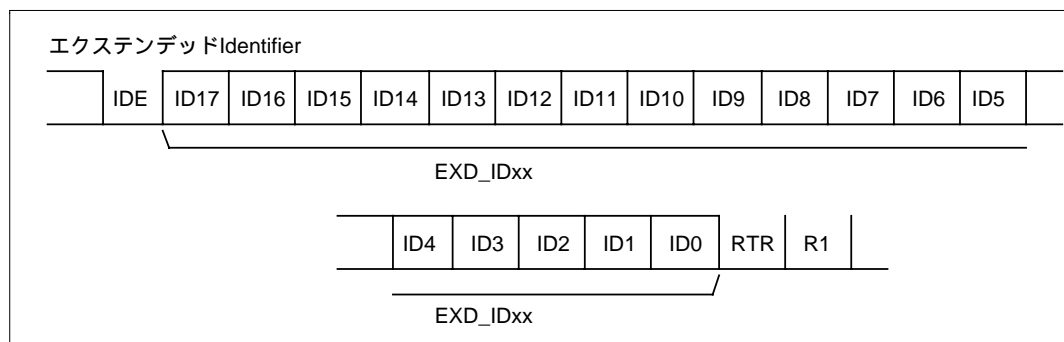 エクステンデッドIdentifier
IDE ID17 ID16 ID15 ID14 ID13 ID12 ID11 ID10 ID9 ID8 ID7 ID6 ID5
EXD_IDxx
ID4 ID3 ID2 ID1 ID0 RTR R1
EXD_IDxx